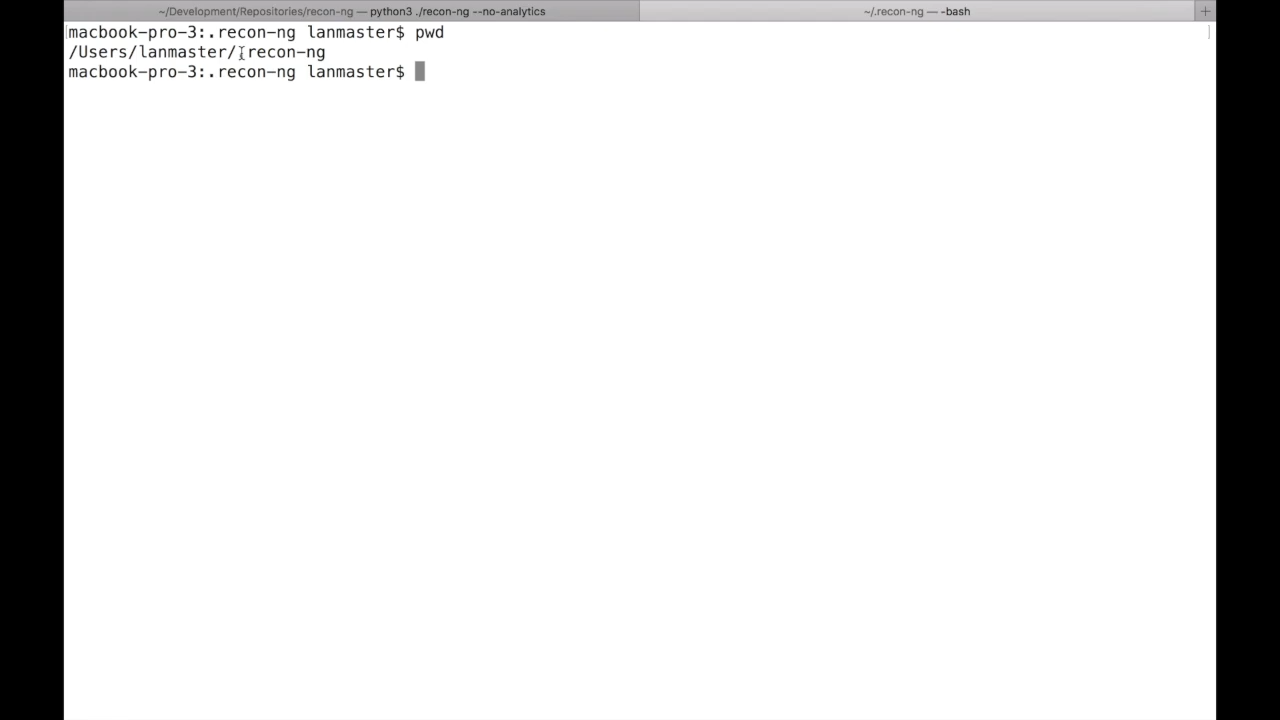 ~/Development/Repositories/recon-ng — python3 ./recon-ng --no-analytics
~/.recon-ng — -bash
macbook-pro-3:.recon-ng lanmaster$ pwd
/Users/lanmaster/.recon-ng
macbook-pro-3:.recon-ng lanmaster$